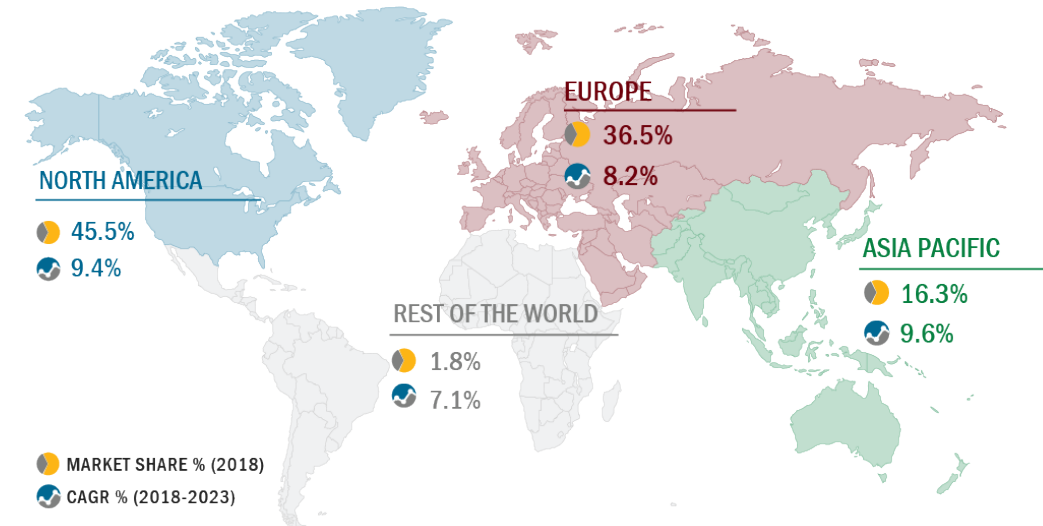 EUROPE
36.5%
8.2%
NORTH AMERICA
45.5%
9.4%
ASIA PACIFIC
16.3%
9.6%
REST OF THE WORLD
1.8%
7.1%
MARKET SHARE % (2018)
CAGR % (2018-2023)